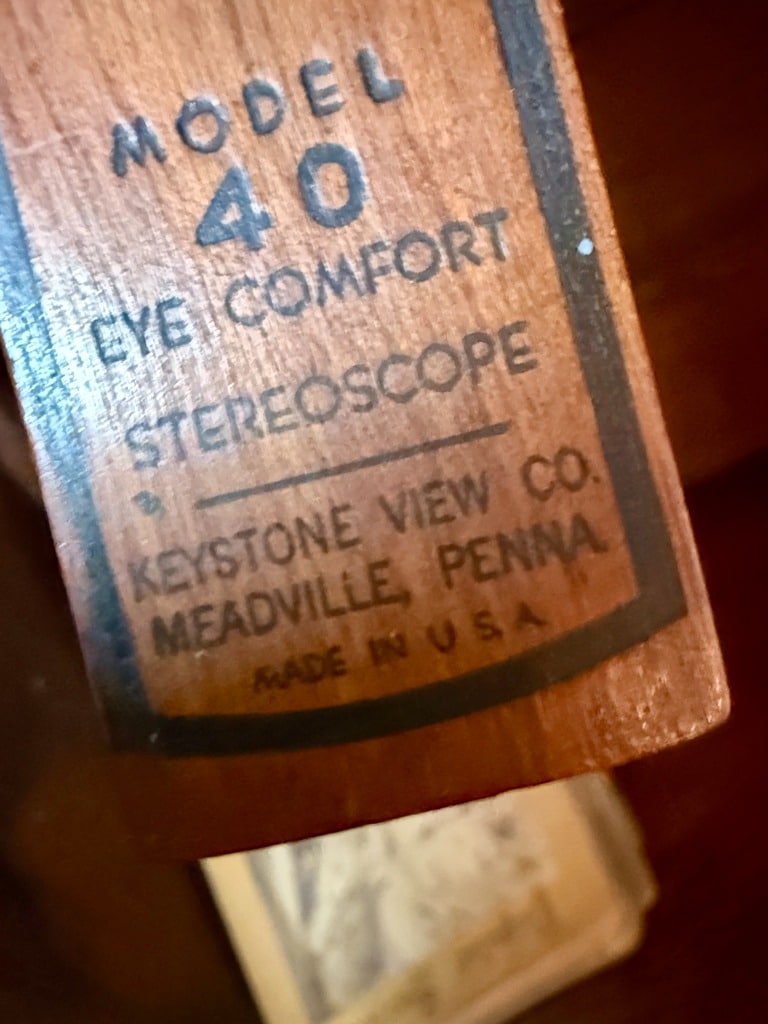 MODEL
40
EYE COMFORT
STEREOSCOPE
KEYSTONE VIEW CO.
MEADVILLE, PENNA.
MADE IN U.S.A.